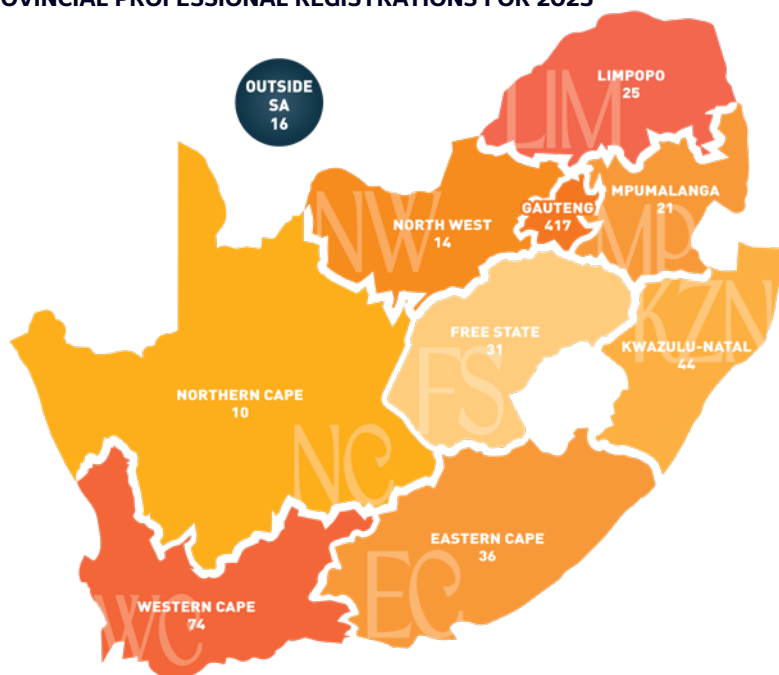 OVINCIAL PROFESSIONAL REGISTRATIONS FOR 2023
OUTSIDE
SA
16
LIMPOPO
25
LIM
MPUMALANGA
21
MP
GAUTENG
417
NORTH WEST
14
NW
KZN
KWAZULU-NATAL
44
FREE STATE
31
FS
NORTHERN CAPE
10
NC
EASTERN CAPE
36
EC
WESTERN CAPE
74
WC